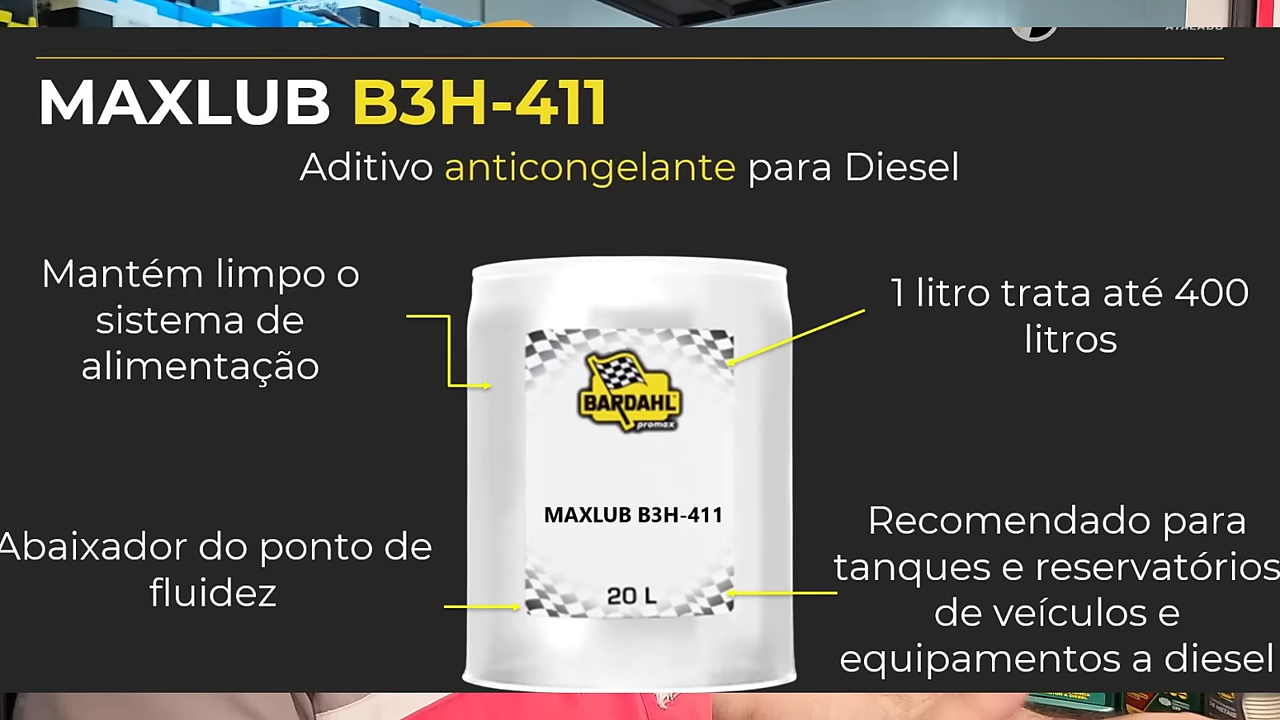 ATACADO
MAXLUB B3H-411
Aditivo anticongelante para Diesel
Mantém limpo o
sistema de
alimentação
1 litro trata até 400
litros
BARDAHL
promax
MAXLUB B3H-411
20 L
Abaixador do ponto de
fluidez
Recomendado para
tanques e reservatórios
de veículos e
equipamentos a diesel